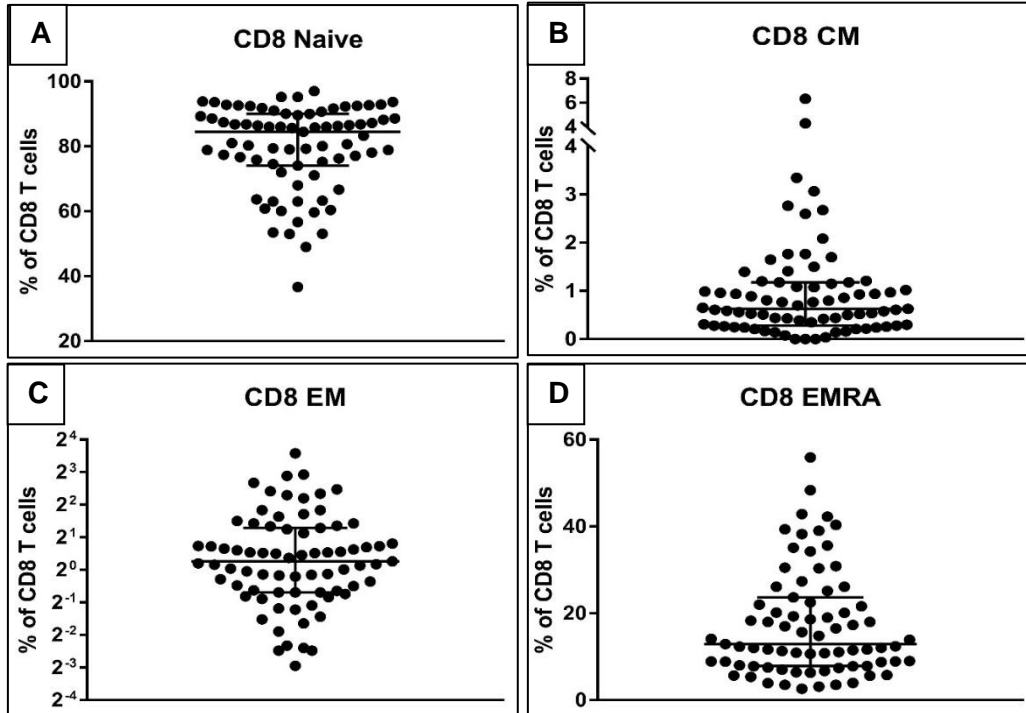 A
CD8 Naive
% of CD8 T cells
100
80
60
40
20
B
CD8 CM
% of CD8 T cells
8
6
4
4
3
2
1
0
C
CD8 EM
% of CD8 T cells
2⁴
2³
2²
2¹
2⁰
2⁻¹
2⁻²
2⁻³
2⁻⁴
D
CD8 EMRA
% of CD8 T cells
60
40
20
0